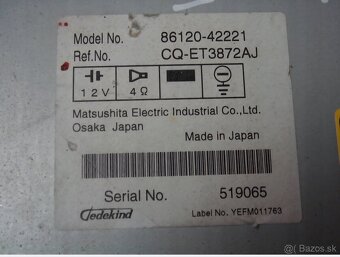 Model No. 86120-42221
Ref.No. CQ-ET3872AJ
12V 4Ω
Matsushita Electric Industrial Co.,Ltd.
Osaka Japan
Made in Japan
Serial No. 519065
Jedekind
Label No. YEFM011763
© Bazos.sk